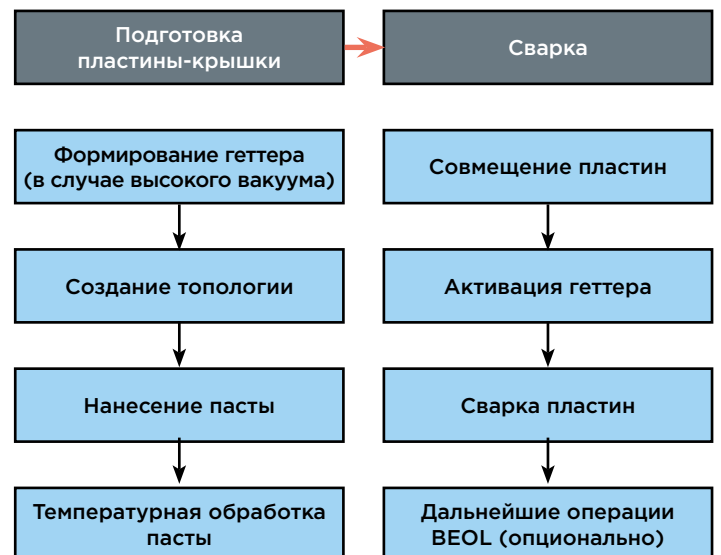 Подготовка
пластины-крышки
Сварка
Формирование геттера
(в случае высокого вакуума)
Создание топологии
Нанесение пасты
Температурная обработка
пасты
Совмещение пластин
Активация геттера
Сварка пластин
Дальнейшие операции
BEOL (опционально)